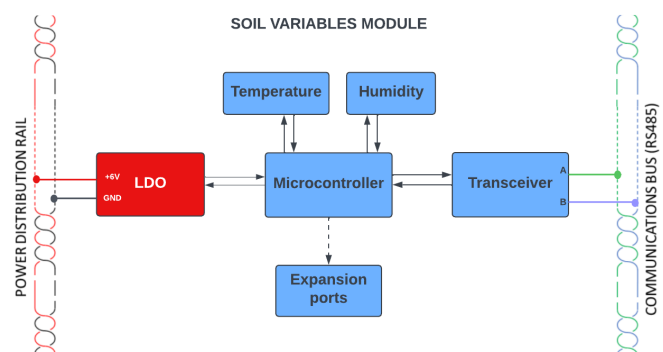 SOIL VARIABLES MODULE
Temperature
Humidity
POWER DISTRIBUTION RAIL
+6V
GND
LDO
Microcontroller
Transceiver
A
B
COMMUNICATIONS BUS (RS485)
Expansion
ports